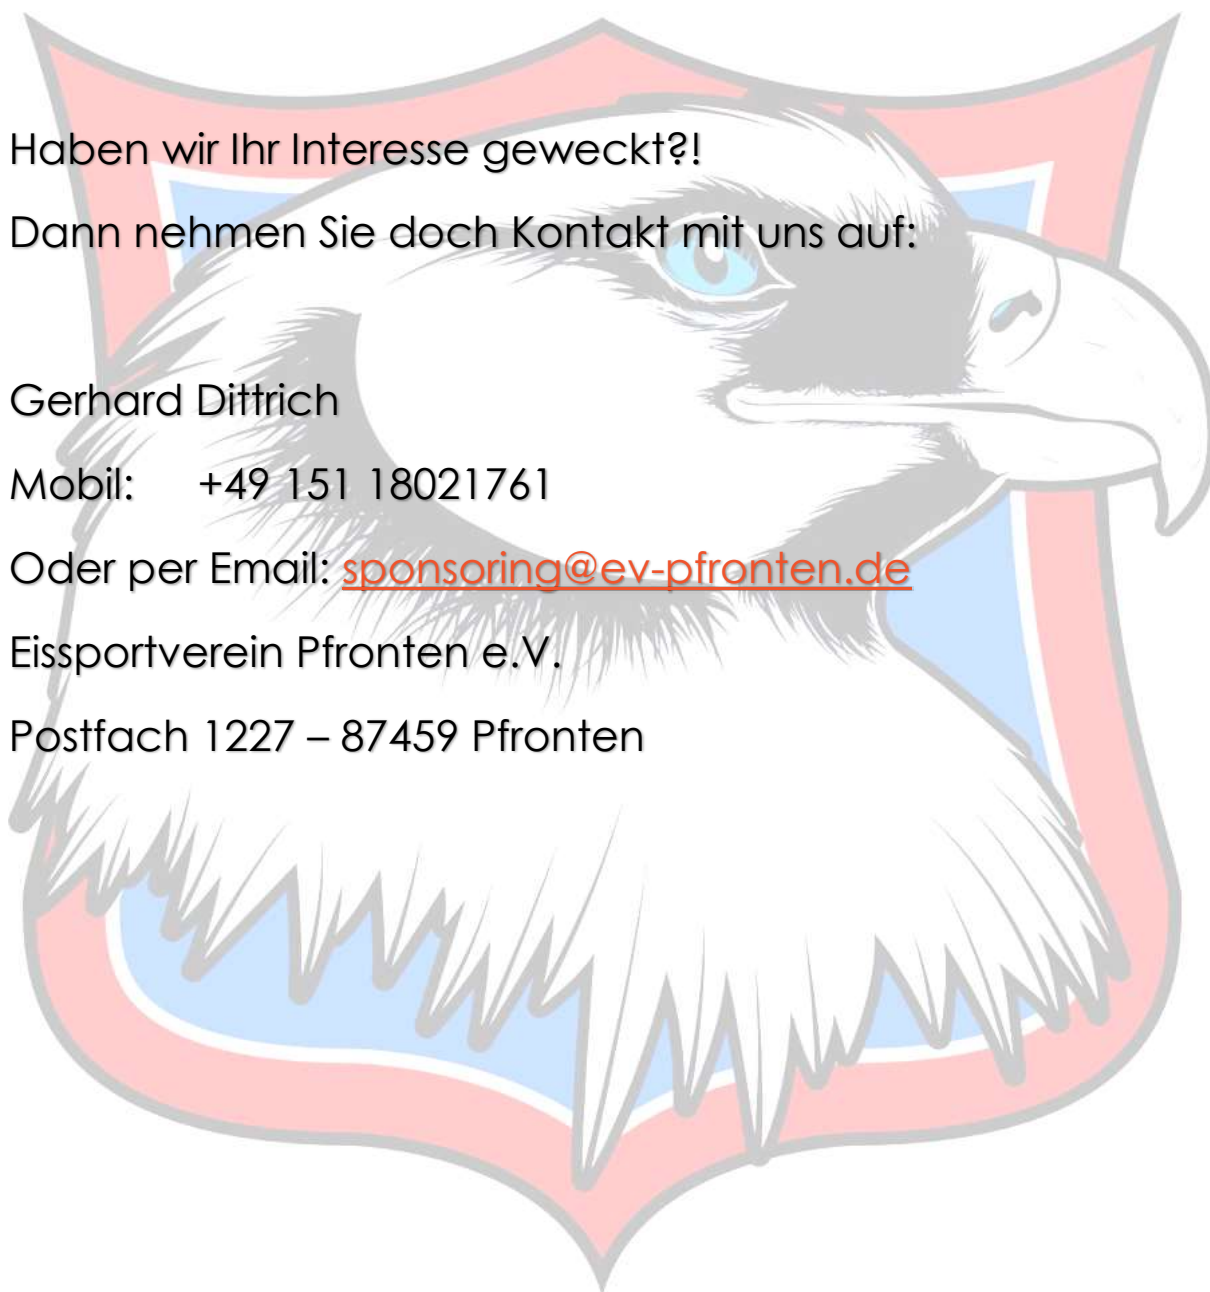 Haben wir Ihr Interesse geweckt?!
Dann nehmen Sie doch Kontakt mit uns auf:
Gerhard Dittrich
Mobil: +49 151 18021761
Oder per Email: sponsoring@ev-pfronten.de
Eissportverein Pfronten e.V.
Postfach 1227 – 87459 Pfronten